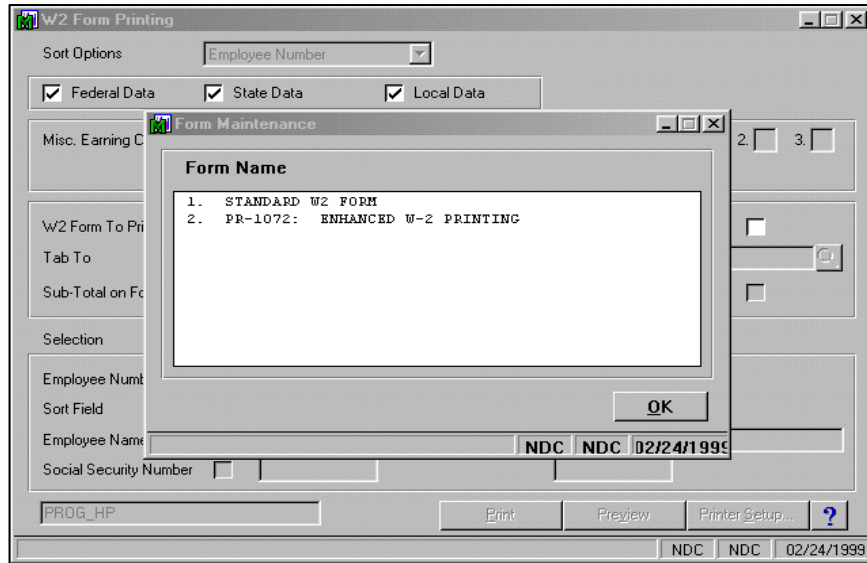 W2 Form Printing
Sort Options Employee Number
Federal Data State Data Local Data
Form Maintenance
Misc. Earning C 2. 3.
Form Name
1. STANDARD W2 FORM
2. PR-1072: ENHANCED W-2 PRINTING
W2 Form To Pri
Tab To
Sub-Total on Fo
Selection
Employee Numb
Sort Field OK
Employee Name
NDC NDC 02/24/1999
Social Security Number
PROG_HP Print Preview Printer Setup... ?
NDC NDC 02/24/1999